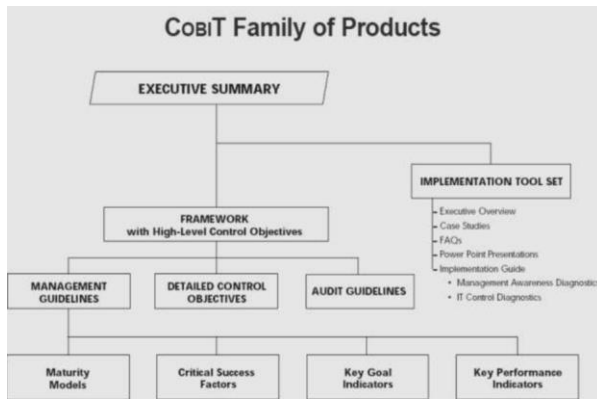 COBIT Family of Products
EXECUTIVE SUMMARY
IMPLEMENTATION TOOL SET
- Executive Overview
- Case Studies
- FAQs
- Power Point Presentations
- Implementation Guide
• Management Awareness Diagnostic
• IT Control Diagnostics
FRAMEWORK
with High-Level Control Objectives
MANAGEMENT
GUIDELINES
DETAILED CONTROL
OBJECTIVES
AUDIT GUIDELINES
Maturity
Models
Critical Success
Factors
Key Goal
Indicators
Key Performance
Indicators